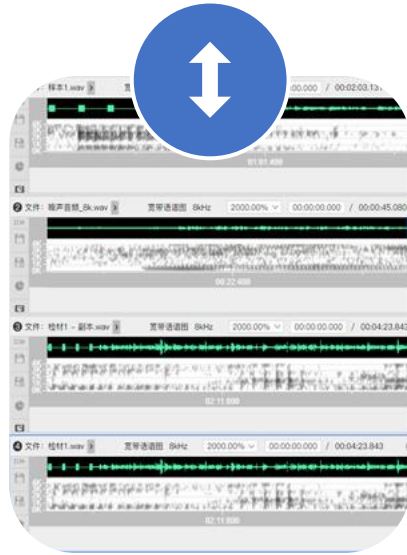 样本1.wav
00.000 / 00:02:03.13
01:01.400
❷ 文件: 噪声音频_8k.wav 宽带语谱图 8kHz 2000.00% 00:00:00.000 / 00:00:45.080
00:22.400
❸ 文件: 检材1 - 副本.wav 宽带语谱图 8kHz 2000.00% 00:00:00.000 / 00:04:23.843
02:11.800
❹ 文件: 检材1.wav 宽带语谱图 8kHz 2000.00% 00:00:00.000 / 00:04:23.843
02:11.800